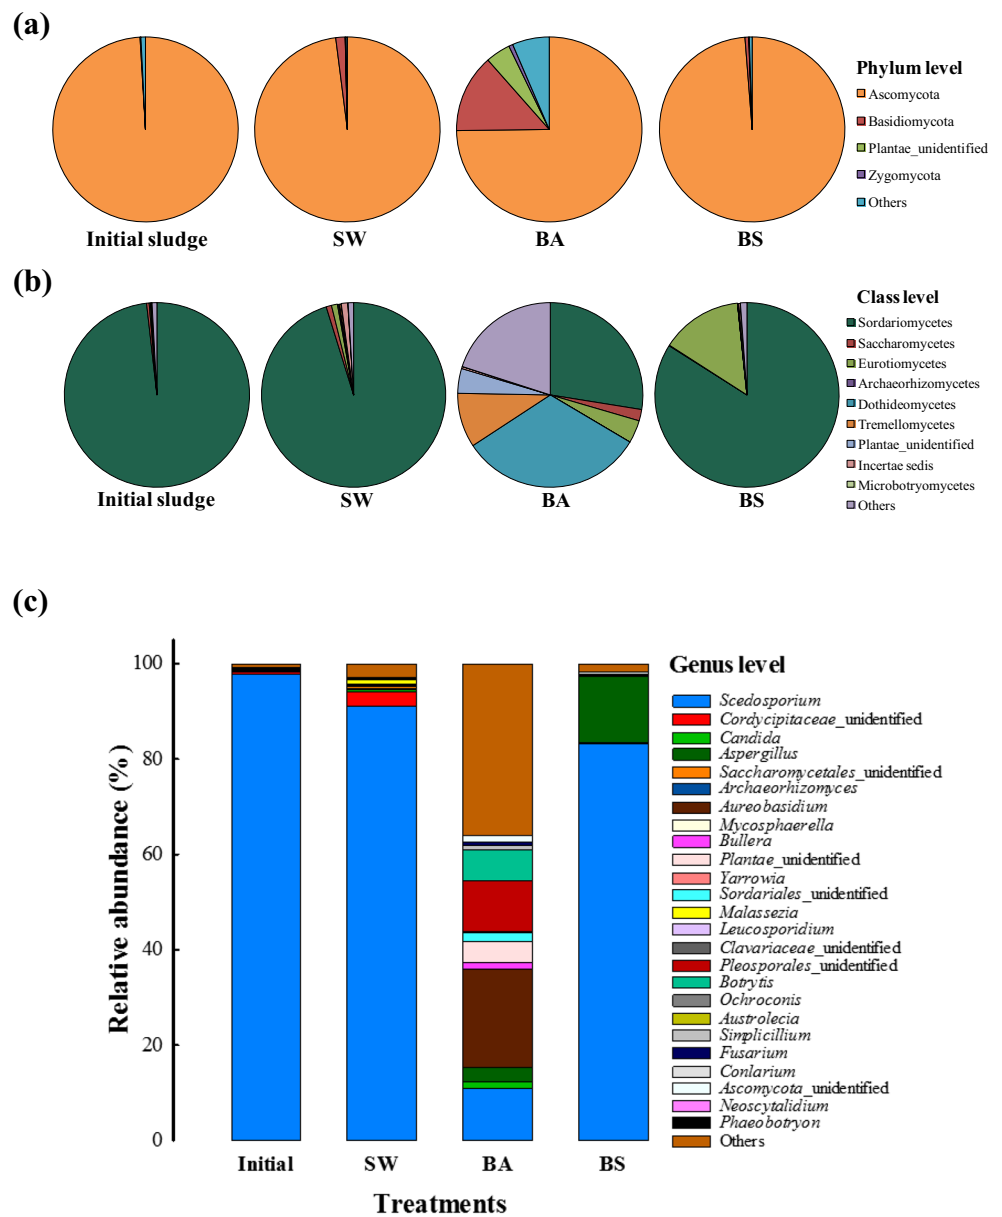 (a)
Phylum level
Ascomycota
Basidiomycota
Plantae_unidentified
Zygomycota
Others
Initial sludge
SW
BA
BS
(b)
Class level
Sordariomycetes
Saccharomycetes
Eurotiomycetes
Archaeorhizomycetes
Dothideomycetes
Tremellomycetes
Plantae_unidentified
Incertae sedis
Microbotryomycetes
Others
Initial sludge
SW
BA
BS
(c)
Relative abundance (%)
100
80
60
40
20
0
Initial
SW
BA
BS
Treatments
Genus level
Scedosporium
Cordycipitaceae_unidentified
Candida
Aspergillus
Saccharomycetales_unidentified
Archaeorhizomyces
Aureobasidium
Mycosphaerella
Bullera
Plantae_unidentified
Yarrowia
Sordariales_unidentified
Malassezia
Leucosporidium
Clavariaceae_unidentified
Pleosporales_unidentified
Botrytis
Ochroconis
Austrolecia
Simplicillium
Fusarium
Conlarium
Ascomycota_unidentified
Neoscytalidium
Phaeobotryon
Others